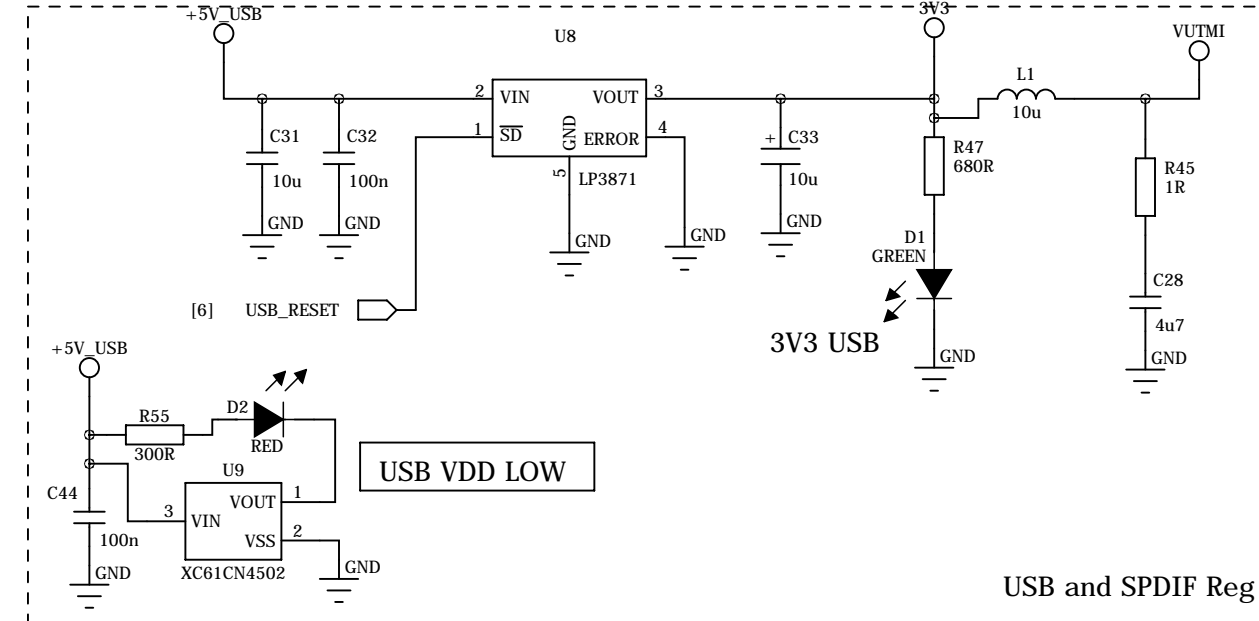 +5V_USB
3V3
VUTMI
U8
L1
10u
2 VIN VOUT 3
1 SD ERROR 4
GND
5
LP3871
C31
10u
GND
C32
100n
GND
GND
GND
+ C33
10u
GND
R47
680R
D1
GREEN
GND
3V3 USB
R45
1R
C28
4u7
GND
[6] USB_RESET
+5V_USB
R55
300R
D2
RED
USB VDD LOW
U9
VOUT 1
3 VIN
VSS 2
XC61CN4502
C44
100n
GND
GND
USB and SPDIF Reg